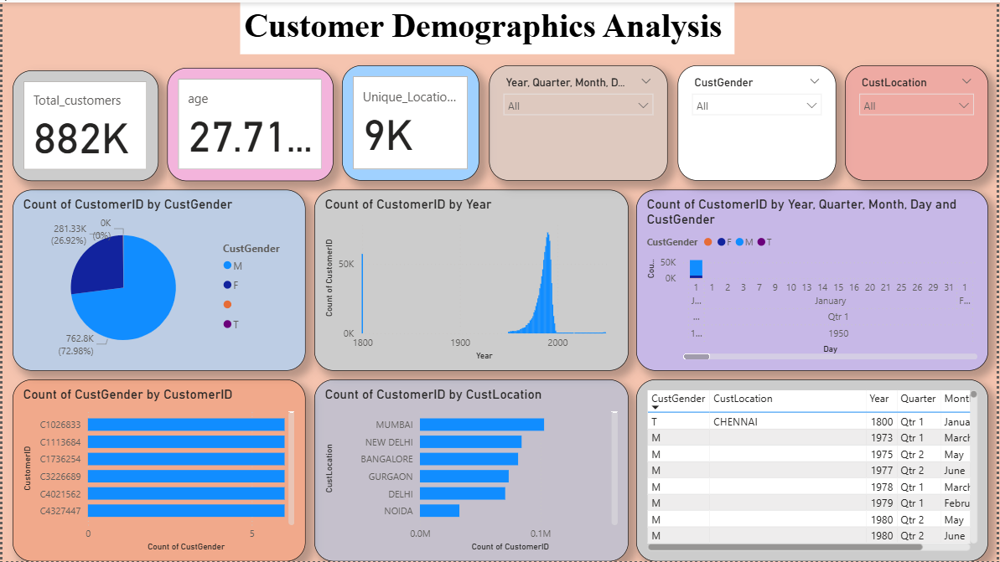 Customer Demographics Analysis
Total_customers
882K
age
27.71...
Unique_Locatio...
9K
Year, Quarter, Month, D...
All
CustGender
All
CustLocation
All
Count of CustomerID by CustGender
0K
(0%)
281.33K
(26.92%)
762.8K
(72.98%)
CustGender
M
F
T
Count of CustomerID by Year
Count of CustomerID
50K
0K
1800 1900 2000
Year
Count of CustomerID by Year, Quarter, Month, Day and
CustGender
CustGender F M T
Cou...
50K
0K
1 1 2 3 7 9 10 13 14 15 16 20 21 25 26 29 31 1
J... January F...
... Qtr 1
1... 1950
Day
Count of CustGender by CustomerID
CustomerID
C1026833
C1113684
C1736254
C3226689
C4021562
C4327447
0 5
Count of CustGender
Count of CustomerID by CustLocation
CustLocation
MUMBAI
NEW DELHI
BANGALORE
GURGAON
DELHI
NOIDA
0.0M 0.1M
Count of CustomerID
CustGender CustLocation Year Quarter Mont
T CHENNAI 1800 Qtr 1 Janua
M 1973 Qtr 1 March
M 1975 Qtr 2 May
M 1977 Qtr 2 June
M 1978 Qtr 1 March
M 1979 Qtr 1 Febru
M 1980 Qtr 2 May
M 1980 Qtr 2 June